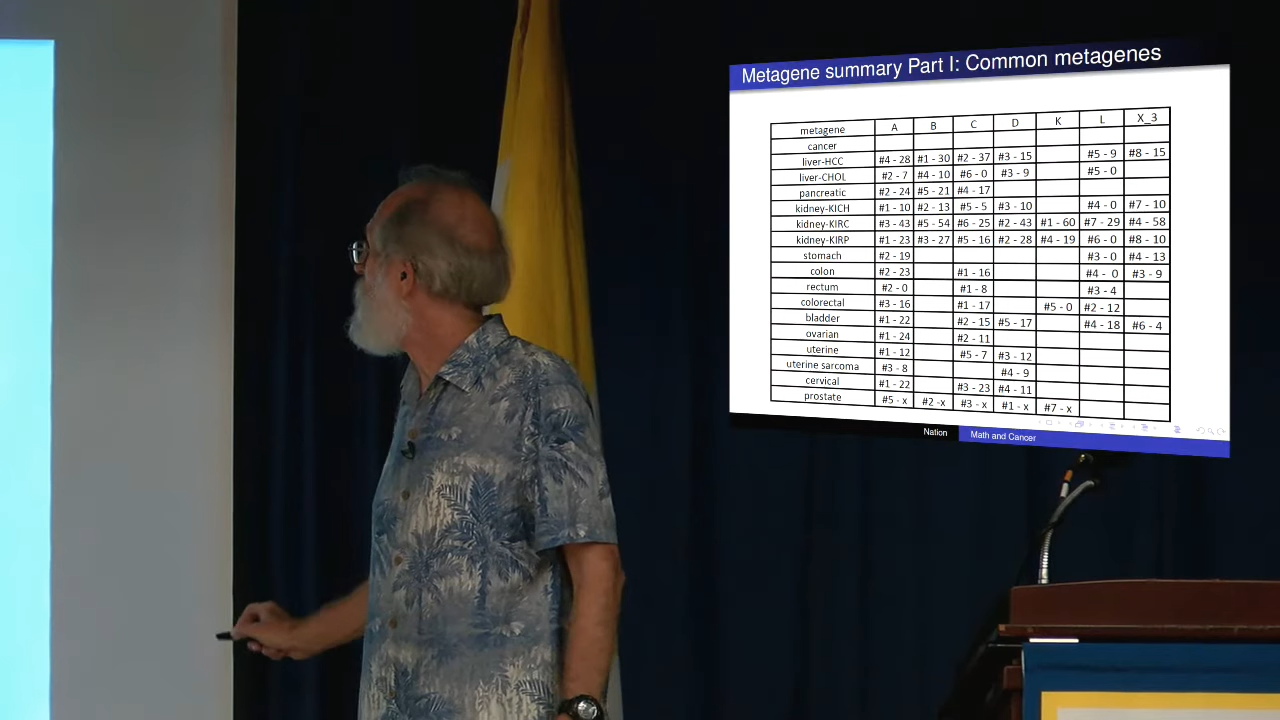 Metagene summary Part I: Common metagenes
metagene A B C D K L X_3
cancer
liver-HCC #4 - 28 #1 - 30 #2 - 37 #3 - 15 #5 - 9 #8 - 15
liver-CHOL #2 - 7 #4 - 10 #6 - 0 #3 - 9 #5 - 0
pancreatic #2 - 24 #5 - 21 #4 - 17
kidney-KICH #1 - 10 #2 - 13 #5 - 5 #3 - 10 #4 - 0 #7 - 10
kidney-KIRC #3 - 43 #5 - 54 #6 - 25 #2 - 43 #1 - 60 #7 - 29 #4 - 58
kidney-KIRP #1 - 23 #3 - 27 #5 - 16 #2 - 28 #4 - 19 #6 - 0 #8 - 10
stomach #2 - 19 #3 - 0 #4 - 13
colon #2 - 23 #1 - 16 #4 - 0 #3 - 9
rectum #2 - 0 #1 - 8 #3 - 4
colorectal #3 - 16 #1 - 17 #5 - 0 #2 - 12
bladder #1 - 22 #2 - 15 #5 - 17 #4 - 18 #6 - 4
ovarian #1 - 24 #2 - 11
uterine #1 - 12 #5 - 7 #3 - 12
uterine sarcoma #3 - 8 #4 - 9
cervical #1 - 22 #3 - 23 #4 - 11
prostate #5 - x #2 -x #3 - x #1 - x #7 - x
Nation Math and Cancer